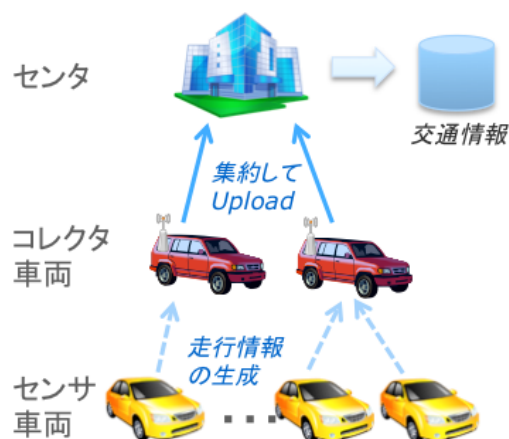 センタ
交通情報
集約して
Upload
コレクタ
車両
走行情報
の生成
センサ
車両